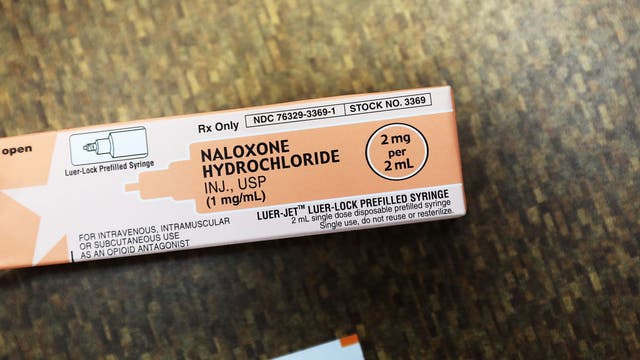 open
Luer-Lock Prefilled Syringe
Rx Only
NDC 76329-3369-1
STOCK NO. 3369
NALOXONE
HYDROCHLORIDE
INJ., USP
(1 mg/mL)
2 mg
per
2 mL
LUER-JET™ LUER-LOCK PREFILLED SYRINGE
2 mL single dose disposable prefilled syringe
Single use, do not reuse or resterilize.
FOR INTRAVENOUS, INTRAMUSCULAR
OR SUBCUTANEOUS USE
AS AN OPIOID ANTAGONIST